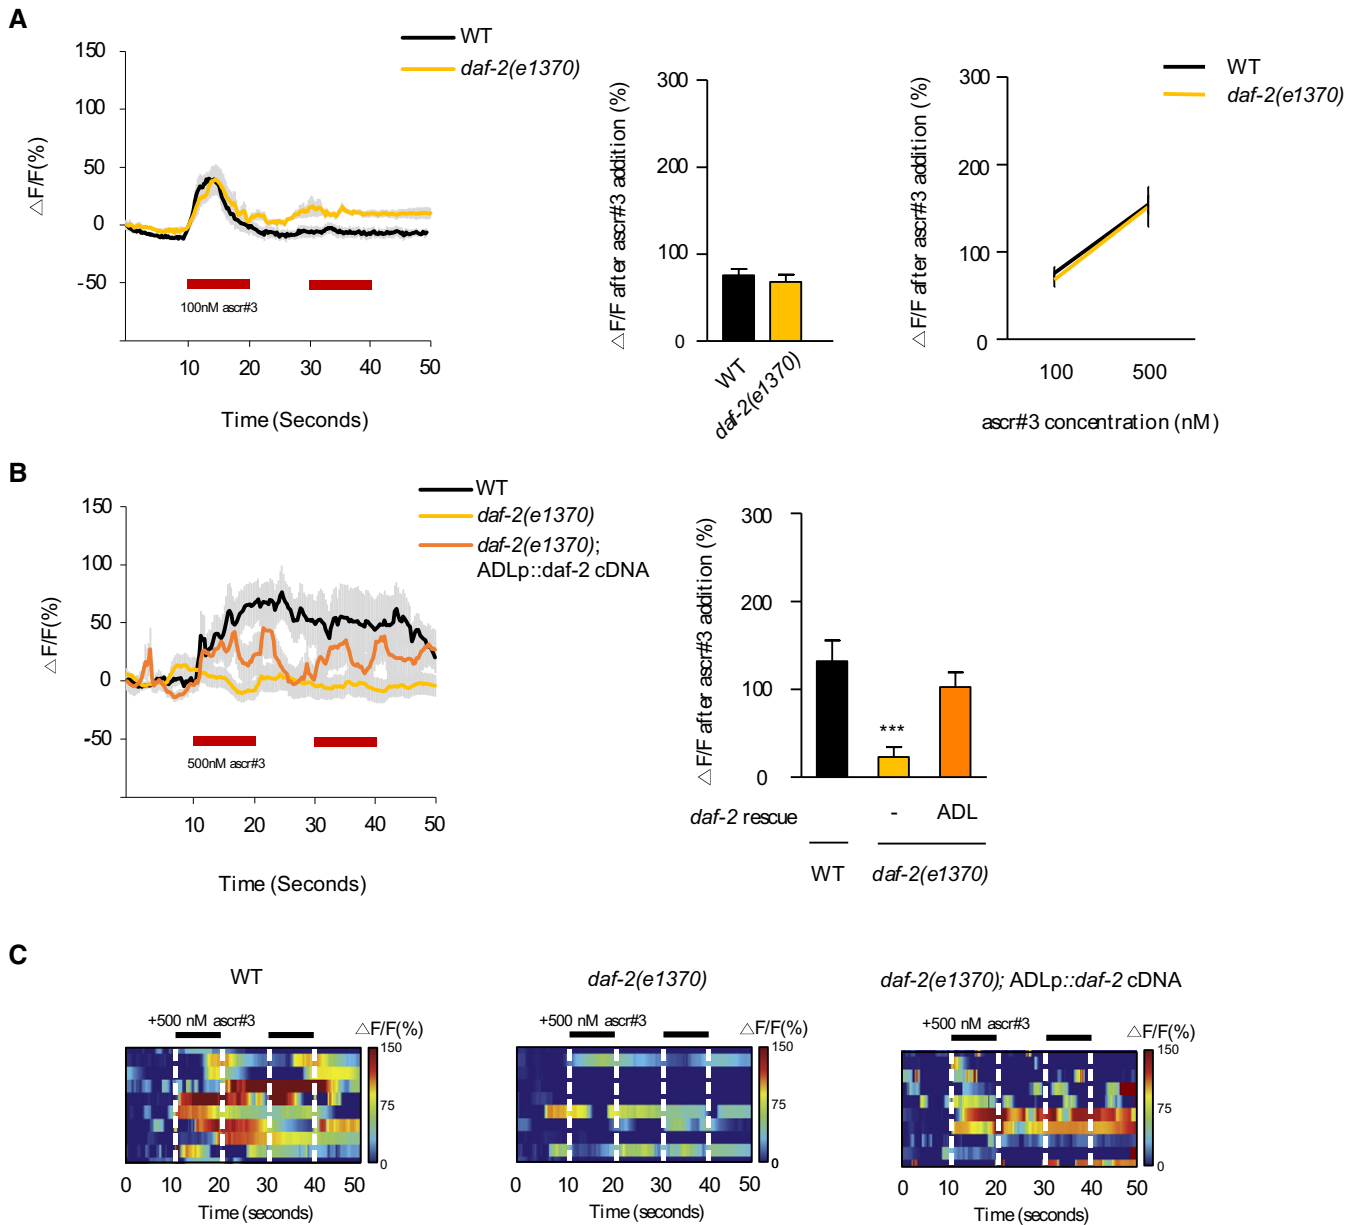 A
WT
daf-2(e1370)
150
100
50
0
-50
△F/F(%)
100nM ascr#3
10 20 30 40 50
Time (Seconds)
△F/F after ascr#3 addition (%)
300
200
100
0
WT
daf-2(e1370)
WT
daf-2(e1370)
△F/F after ascr#3 addition (%)
300
200
100
0
100 500
ascr#3 concentration (nM)
B
WT
daf-2(e1370)
daf-2(e1370);
ADLp::daf-2 cDNA
150
100
50
0
-50
△F/F(%)
500nM ascr#3
10 20 30 40 50
Time (Seconds)
△F/F after ascr#3 addition (%)
300
200
100
0
***
daf-2 rescue - ADL
WT daf-2(e1370)
C
WT
+500 nM ascr#3
△F/F(%)
150
75
0
0 10 20 30 40 50
Time (seconds)
daf-2(e1370)
+500 nM ascr#3
△F/F(%)
150
75
0
0 10 20 30 40 50
Time (seconds)
daf-2(e1370); ADLp::daf-2 cDNA
+500 nM ascr#3
△F/F(%)
150
75
0
0 10 20 30 40 50
Time (seconds)